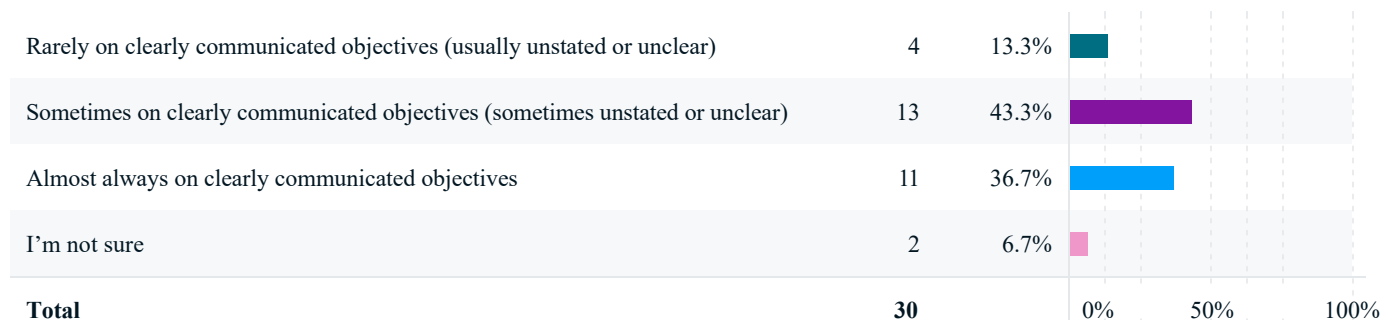 Rarely on clearly communicated objectives (usually unstated or unclear) 4 13.3%
Sometimes on clearly communicated objectives (sometimes unstated or unclear) 13 43.3%
Almost always on clearly communicated objectives 11 36.7%
I’m not sure 2 6.7%
Total 30 0% 50% 100%